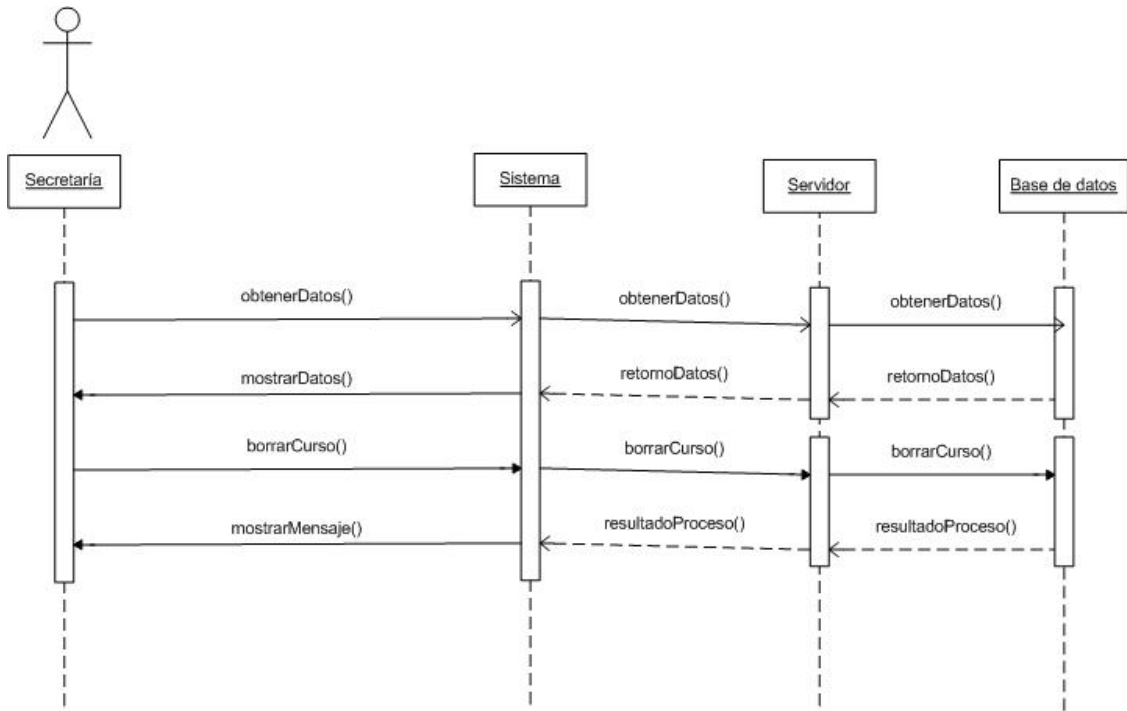 Secretaría
Sistema
Servidor
Base de datos
obtenerDatos()
obtenerDatos()
obtenerDatos()
mostrarDatos()
retornoDatos()
retornoDatos()
borrarCurso()
borrarCurso()
borrarCurso()
mostrarMensaje()
resultadoProceso()
resultadoProceso()